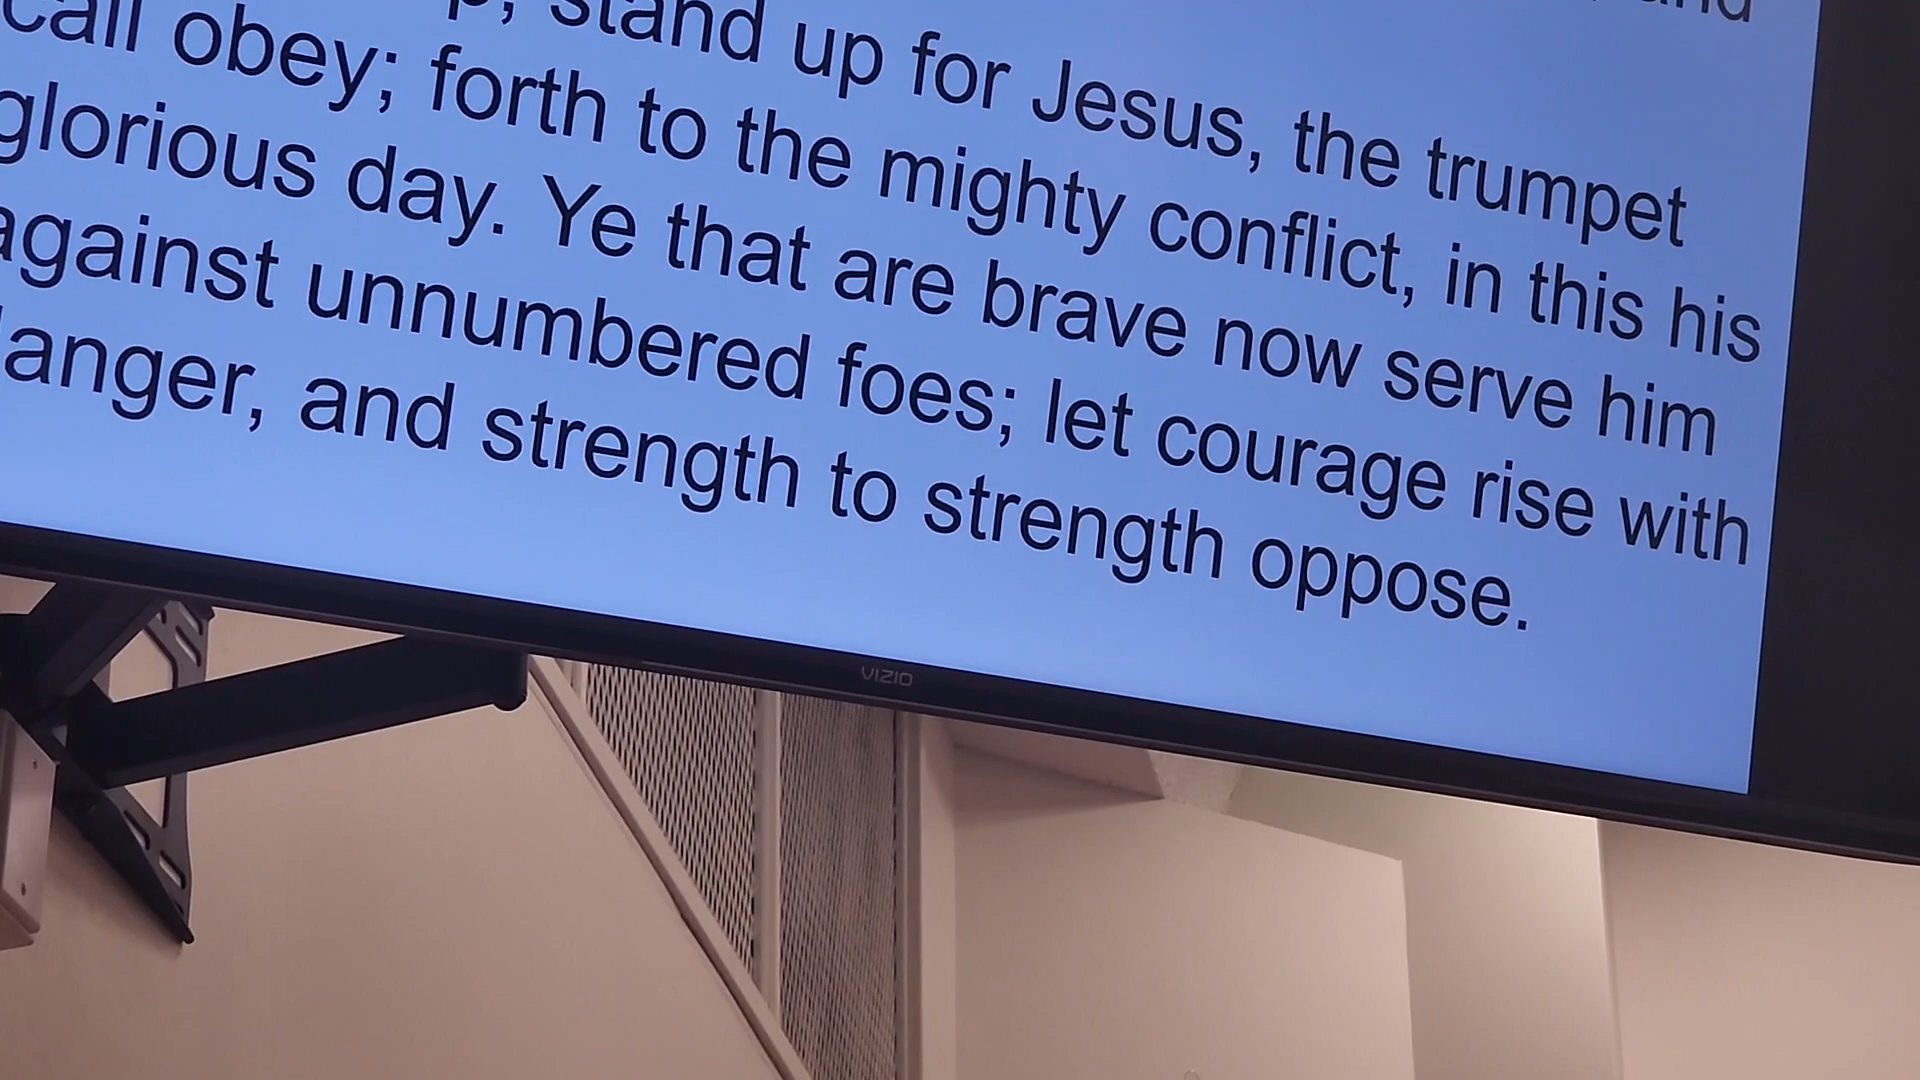 stand up for Jesus, the trumpet
call obey; forth to the mighty conflict, in this his
glorious day. Ye that are brave now serve him
against unnumbered foes; let courage rise with
anger, and strength to strength oppose.
VIZIO